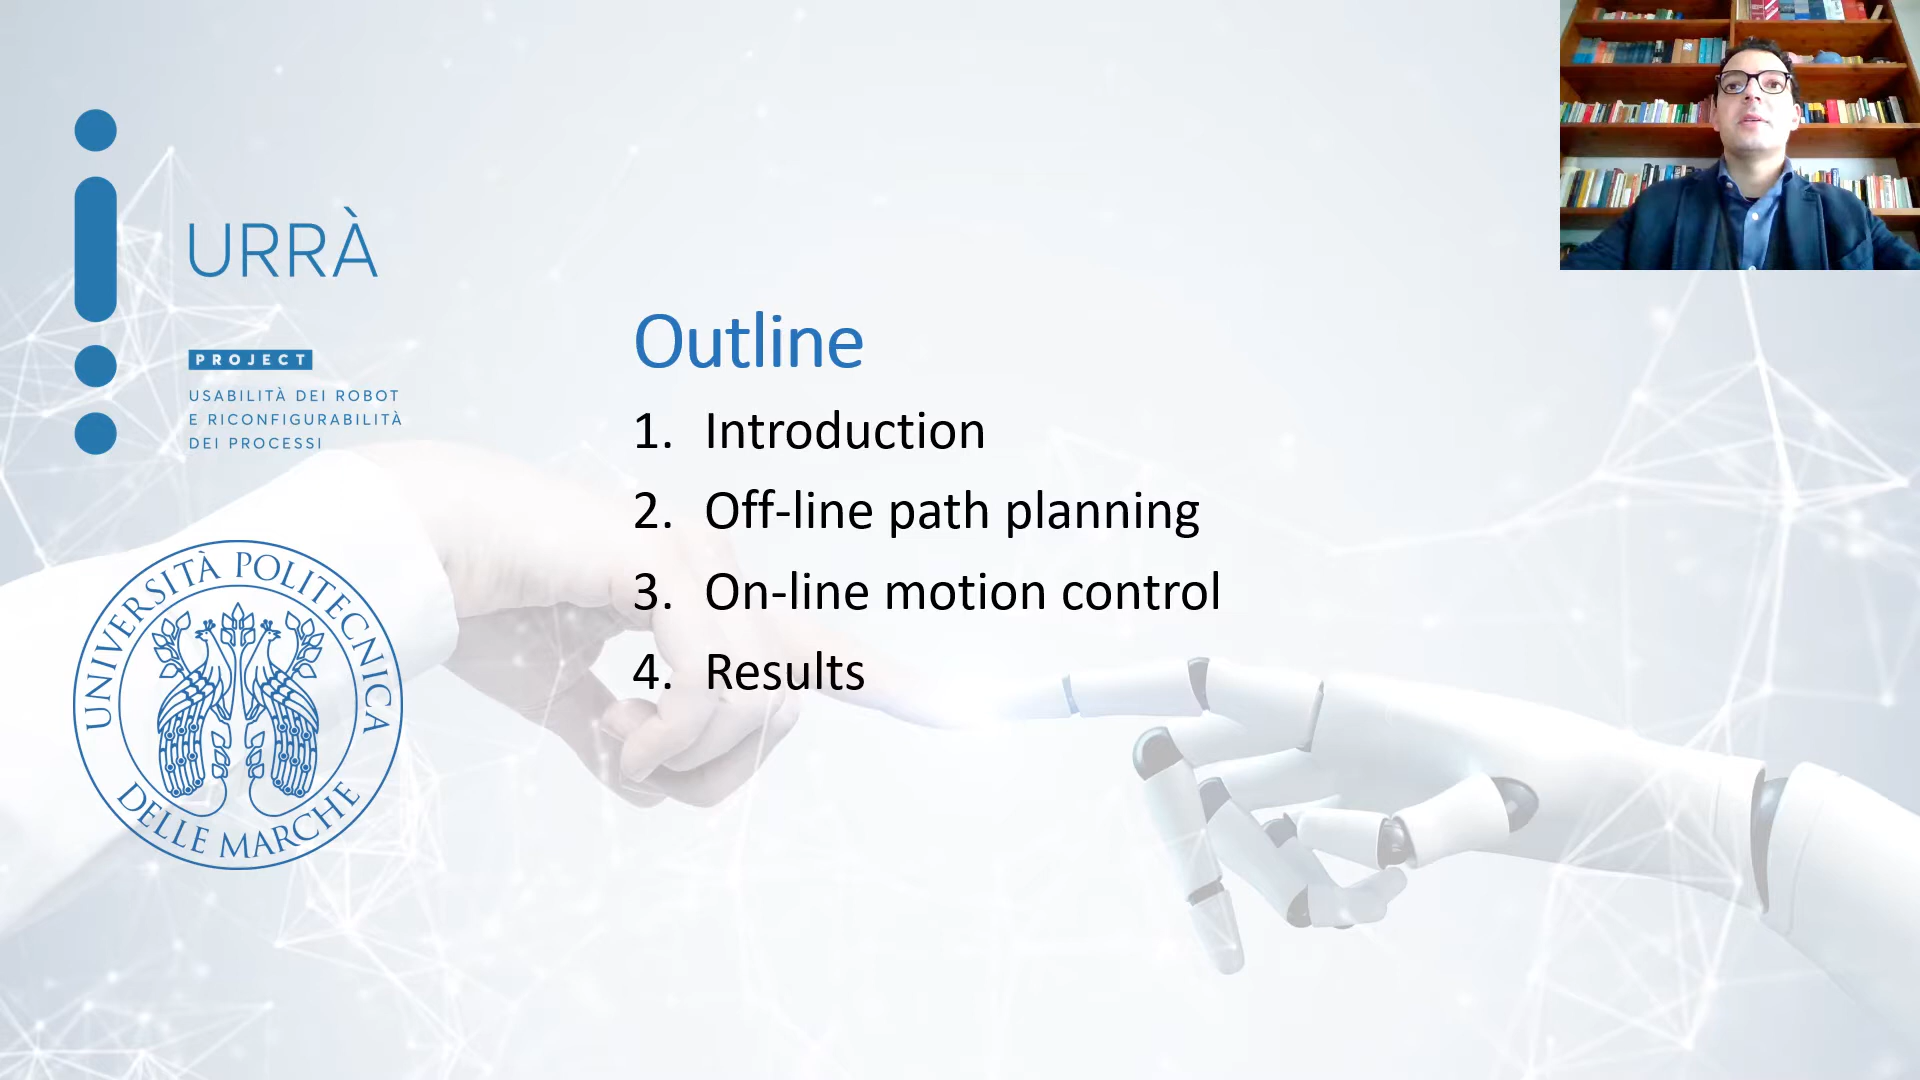 URRÀ
PROJECT
USABILITÀ DEI ROBOT
E RICONFIGURABILITÀ
DEI PROCESSI
UNIVERSITÀ POLITECNICA
DELLE MARCHE
Outline
1. Introduction
2. Off-line path planning
3. On-line motion control
4. Results